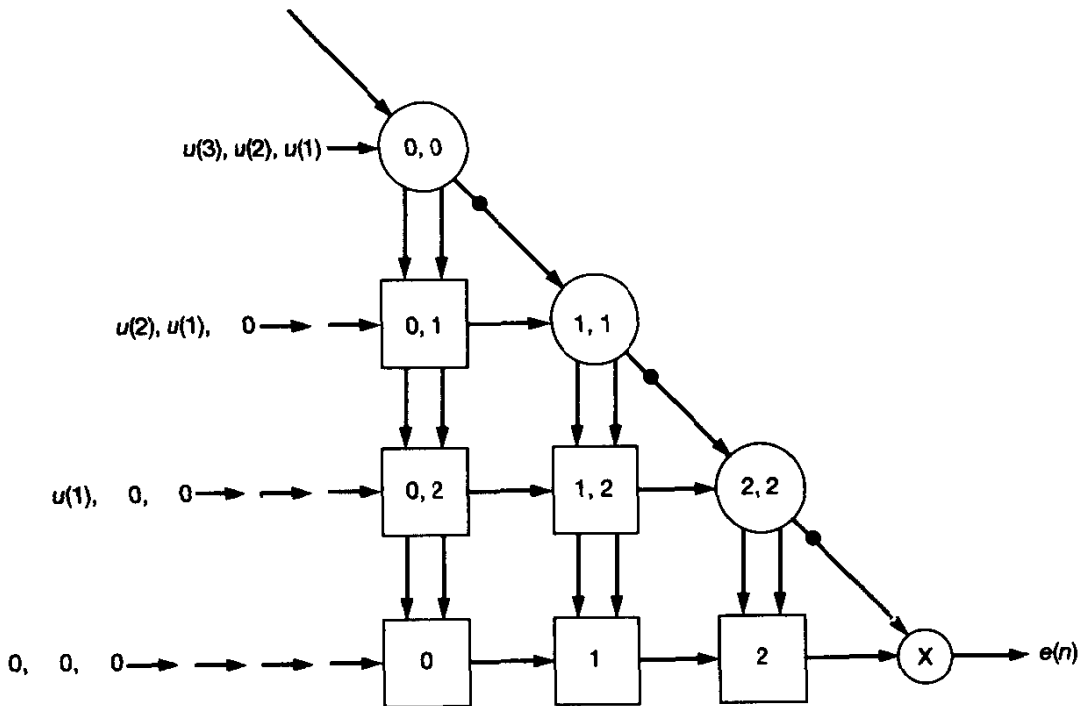 u(3), u(2), u(1)
0, 0
u(2), u(1), 0
0, 1
1, 1
u(1), 0, 0
0, 2
1, 2
2, 2
0, 0, 0
0
1
2
X
e(n)